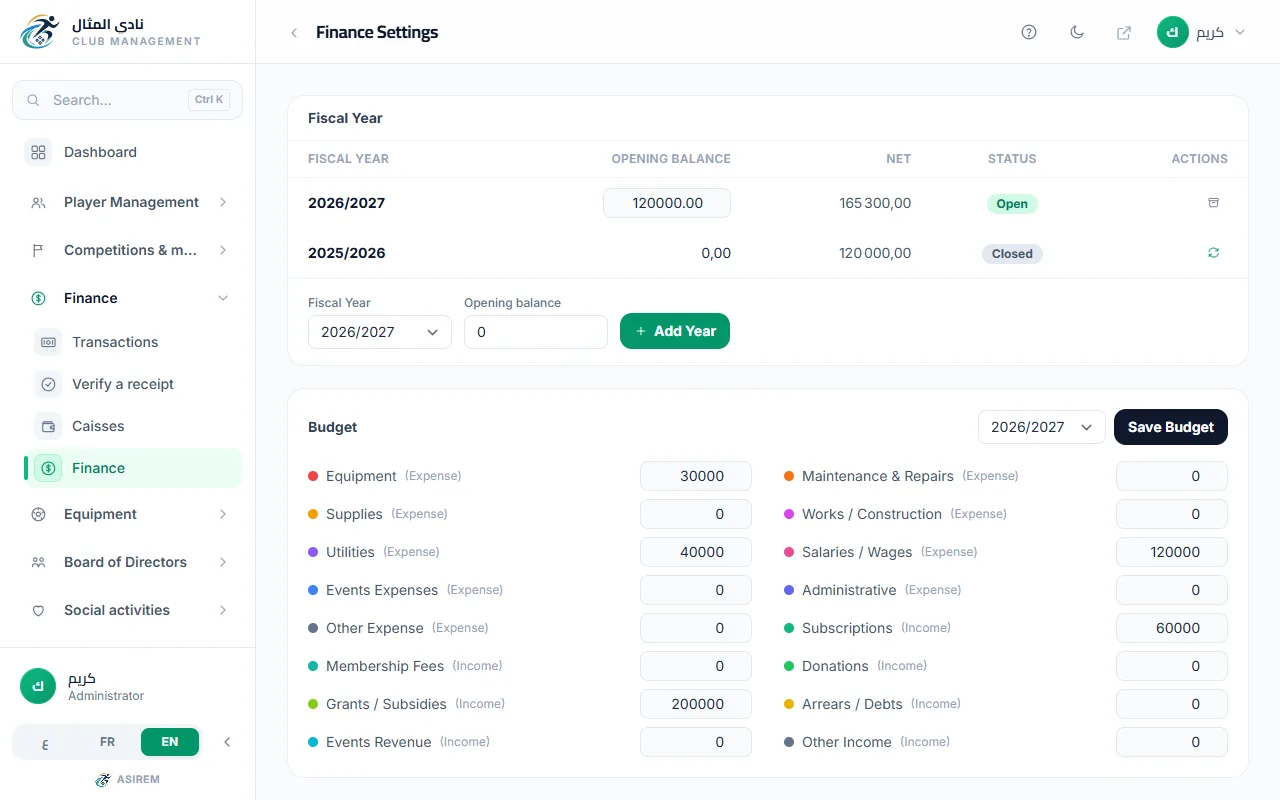 نادي المثال
CLUB MANAGEMENT
Finance Settings
ك
كريم
Search...
Ctrl K
Dashboard
Player Management
Competitions & m...
Finance
Transactions
Verify a receipt
Caisses
Finance
Equipment
Board of Directors
Social activities
ك
كريم
Administrator
ع
FR
EN
ASIREM
Fiscal Year
FISCAL YEAR OPENING BALANCE NET STATUS ACTIONS
2026/2027 120000.00 165 300,00 Open
2025/2026 0,00 120 000,00 Closed
Fiscal Year Opening balance
2026/2027 0 + Add Year
Budget 2026/2027 Save Budget
Equipment (Expense) 30000 Maintenance & Repairs (Expense) 0
Supplies (Expense) 0 Works / Construction (Expense) 0
Utilities (Expense) 40000 Salaries / Wages (Expense) 120000
Events Expenses (Expense) 0 Administrative (Expense) 0
Other Expense (Expense) 0 Subscriptions (Income) 60000
Membership Fees (Income) 0 Donations (Income) 0
Grants / Subsidies (Income) 200000 Arrears / Debts (Income) 0
Events Revenue (Income) 0 Other Income (Income) 0